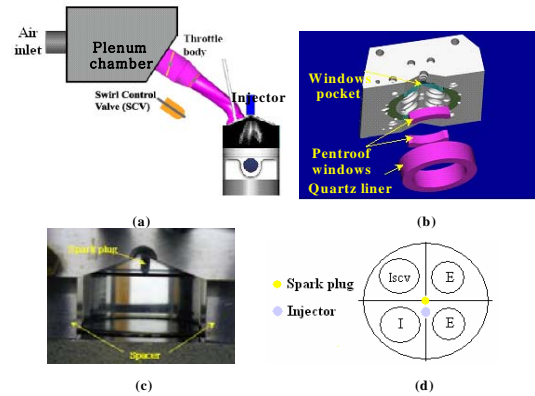 (a)
Air
inlet
Plenum
chamber
Throttle
body
Swirl Control
Valve (SCV)
Injector
Windows
pocket
Pentroof
windows
Quartz liner
(a)
(b)
Spark plug
Spacer
Spark plug
Injector
Iscv
E
I
E
(c)
(d)